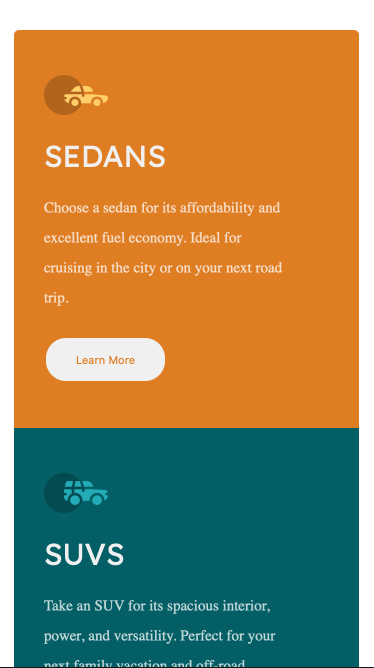 SEDANS
Choose a sedan for its affordability and
excellent fuel economy. Ideal for
cruising in the city or on your next road
trip.
Learn More
SUVS
Take an SUV for its spacious interior,
power, and versatility. Perfect for your
next family vacation and off-road